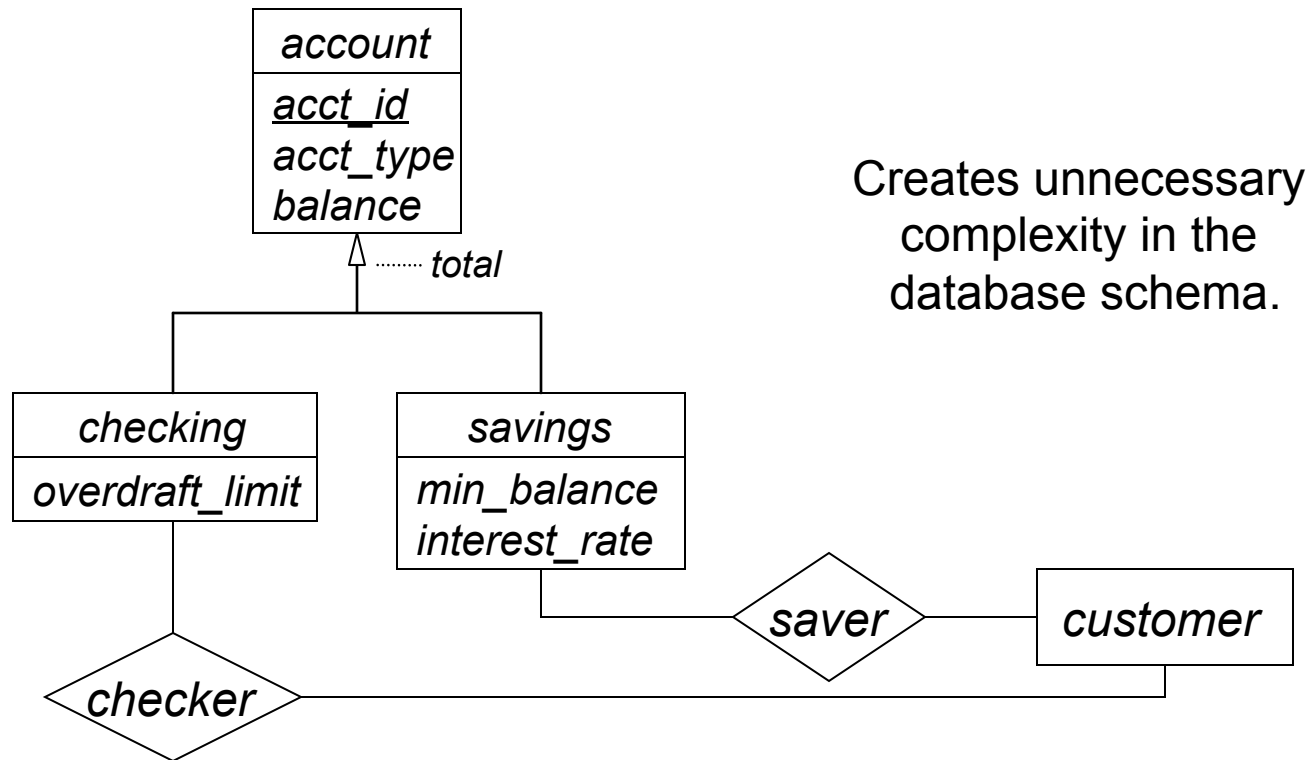 account
acct_id
acct_type
balance
total
Creates unnecessary
complexity in the
database schema.
checking
overdraft_limit
savings
min_balance
interest_rate
saver
customer
checker